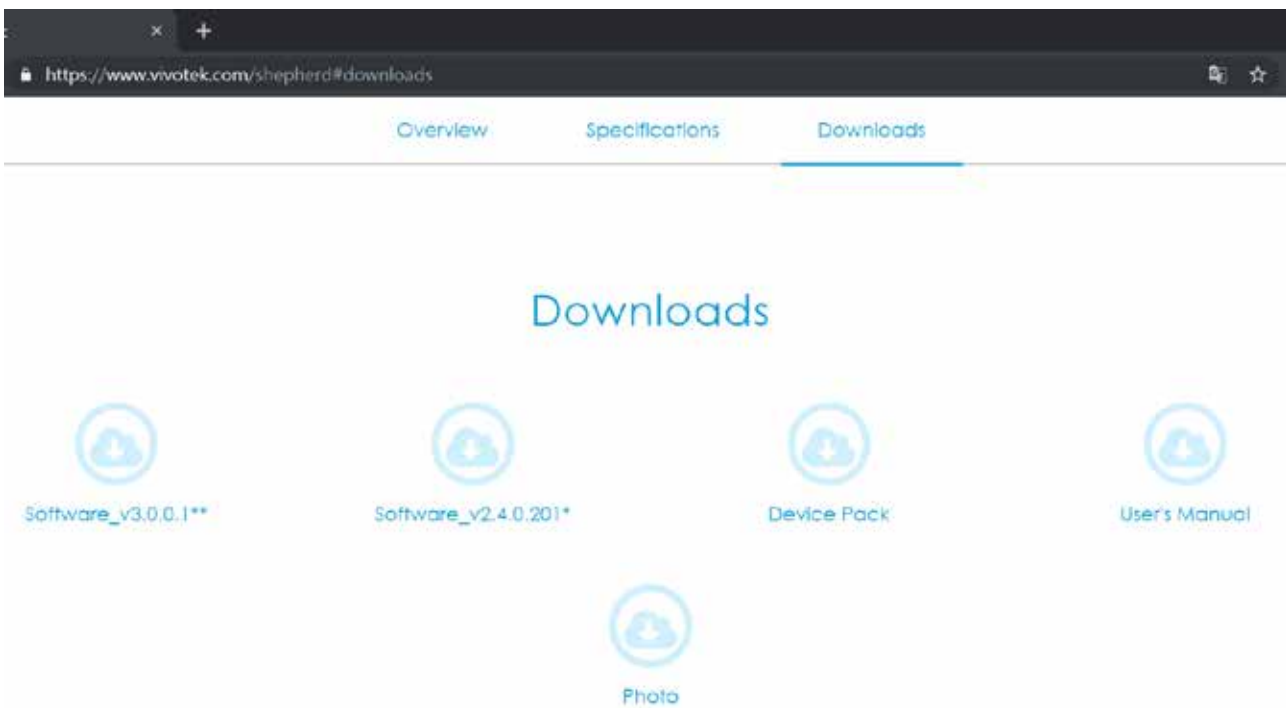 https://www.vivotek.com/shepherd#downloads
Overview Specifications Downloads
Downloads
Software_v3.0.0.1** Software_v2.4.0.201* Device Pack User's Manual
Photo